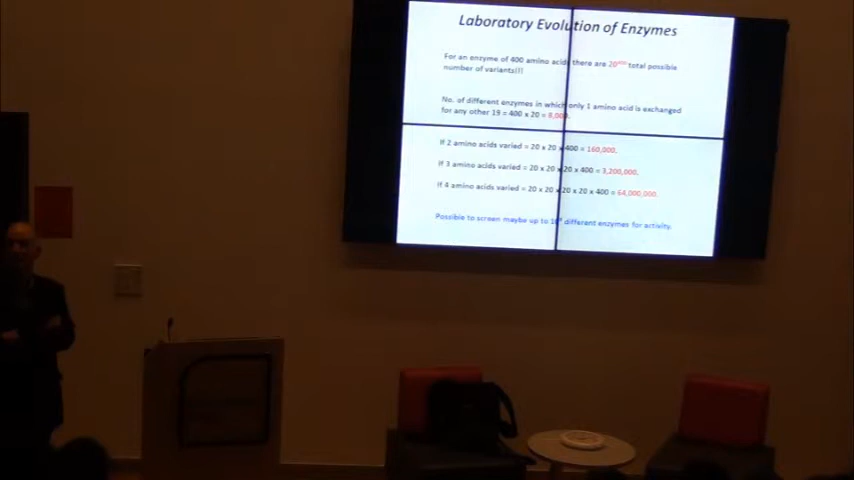 Laboratory Evolution of Enzymes
For an enzyme of 400 amino acids there are 20⁴⁰⁰ total possible
number of variants!!!
No. of different enzymes in which only 1 amino acid is exchanged
for any other 19 = 400 x 20 = 8,000.
If 2 amino acids varied = 20 x 20 x 400 = 160,000.
If 3 amino acids varied = 20 x 20 x 20 x 400 = 3,200,000.
If 4 amino acids varied = 20 x 20 x 20 x 20 x 400 = 64,000,000.
Possible to screen maybe up to different enzymes for activity.